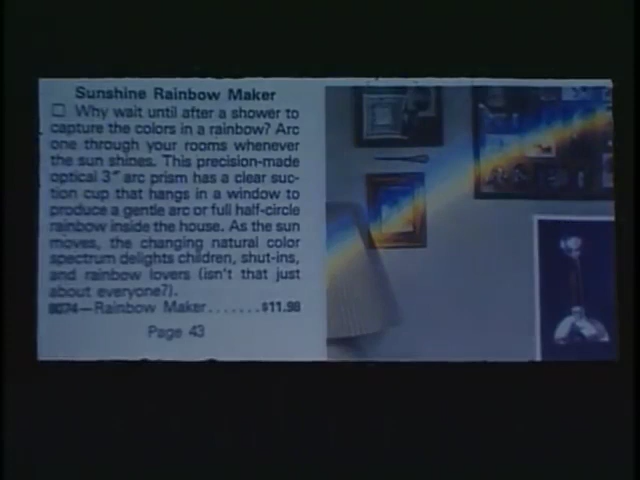 Sunshine Rainbow Maker
☐ Why wait until after a shower to
capture the colors in a rainbow? Arc
one through your rooms whenever
the sun shines. This precision-made
optical 3" arc prism has a clear suc-
tion cup that hangs in a window to
produce a gentle arc or full half-circle
rainbow inside the house. As the sun
moves, the changing natural color
spectrum delights children, shut-ins,
and rainbow lovers (isn't that just
about everyone?).
8074—Rainbow Maker.......$11.98
Page 43